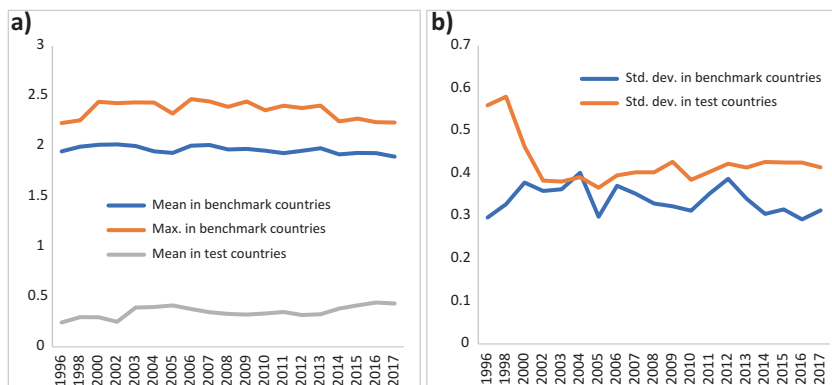 a)
3
2.5
2
1.5
1
0.5
0
Mean in benchmark countries
Max. in benchmark countries
Mean in test countries
1996 1998 2000 2002 2003 2004 2005 2006 2007 2008 2009 2010 2011 2012 2013 2014 2015 2016 2017
b)
0.7
0.6
0.5
0.4
0.3
0.2
0.1
0
Std. dev. in benchmark countries
Std. dev. in test countries
1996 1998 2000 2002 2003 2004 2005 2006 2007 2008 2009 2010 2011 2012 2013 2014 2015 2016 2017